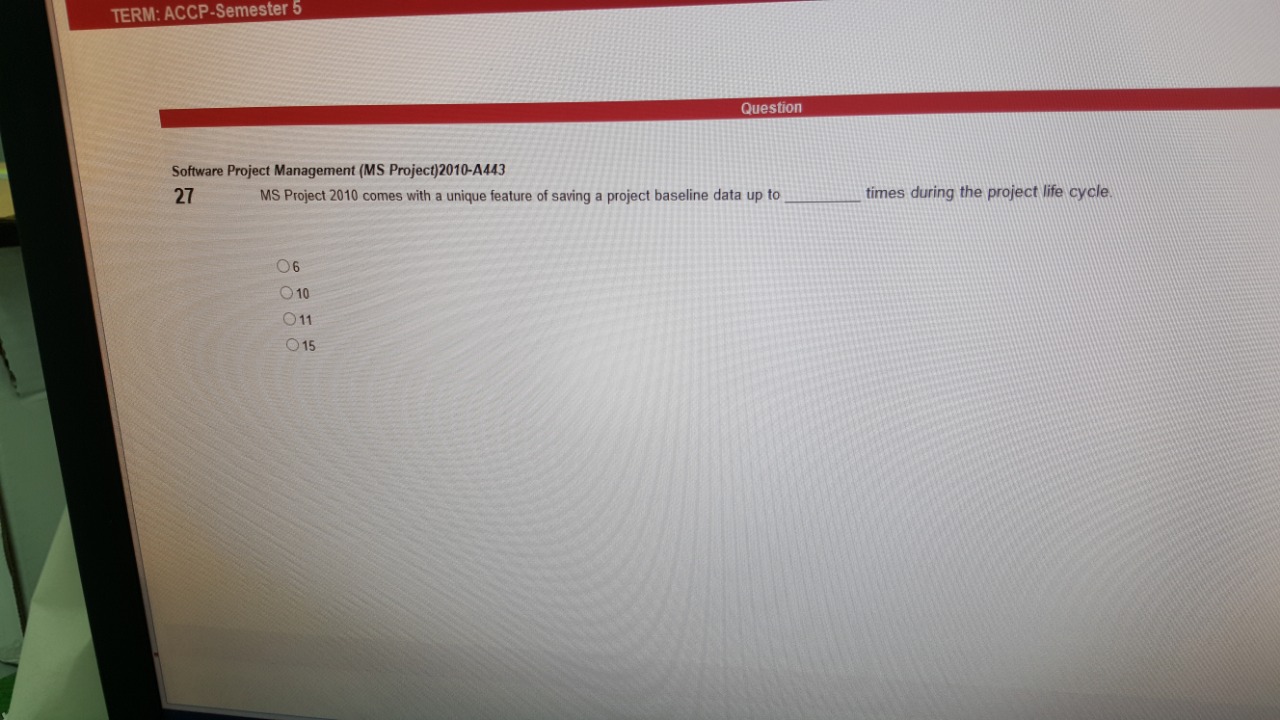 TERM: ACCP-Semester 5
Question
Software Project Management (MS Project)2010-A443
27 MS Project 2010 comes with a unique feature of saving a project baseline data up to _________ times during the project life cycle.
6
10
11
15